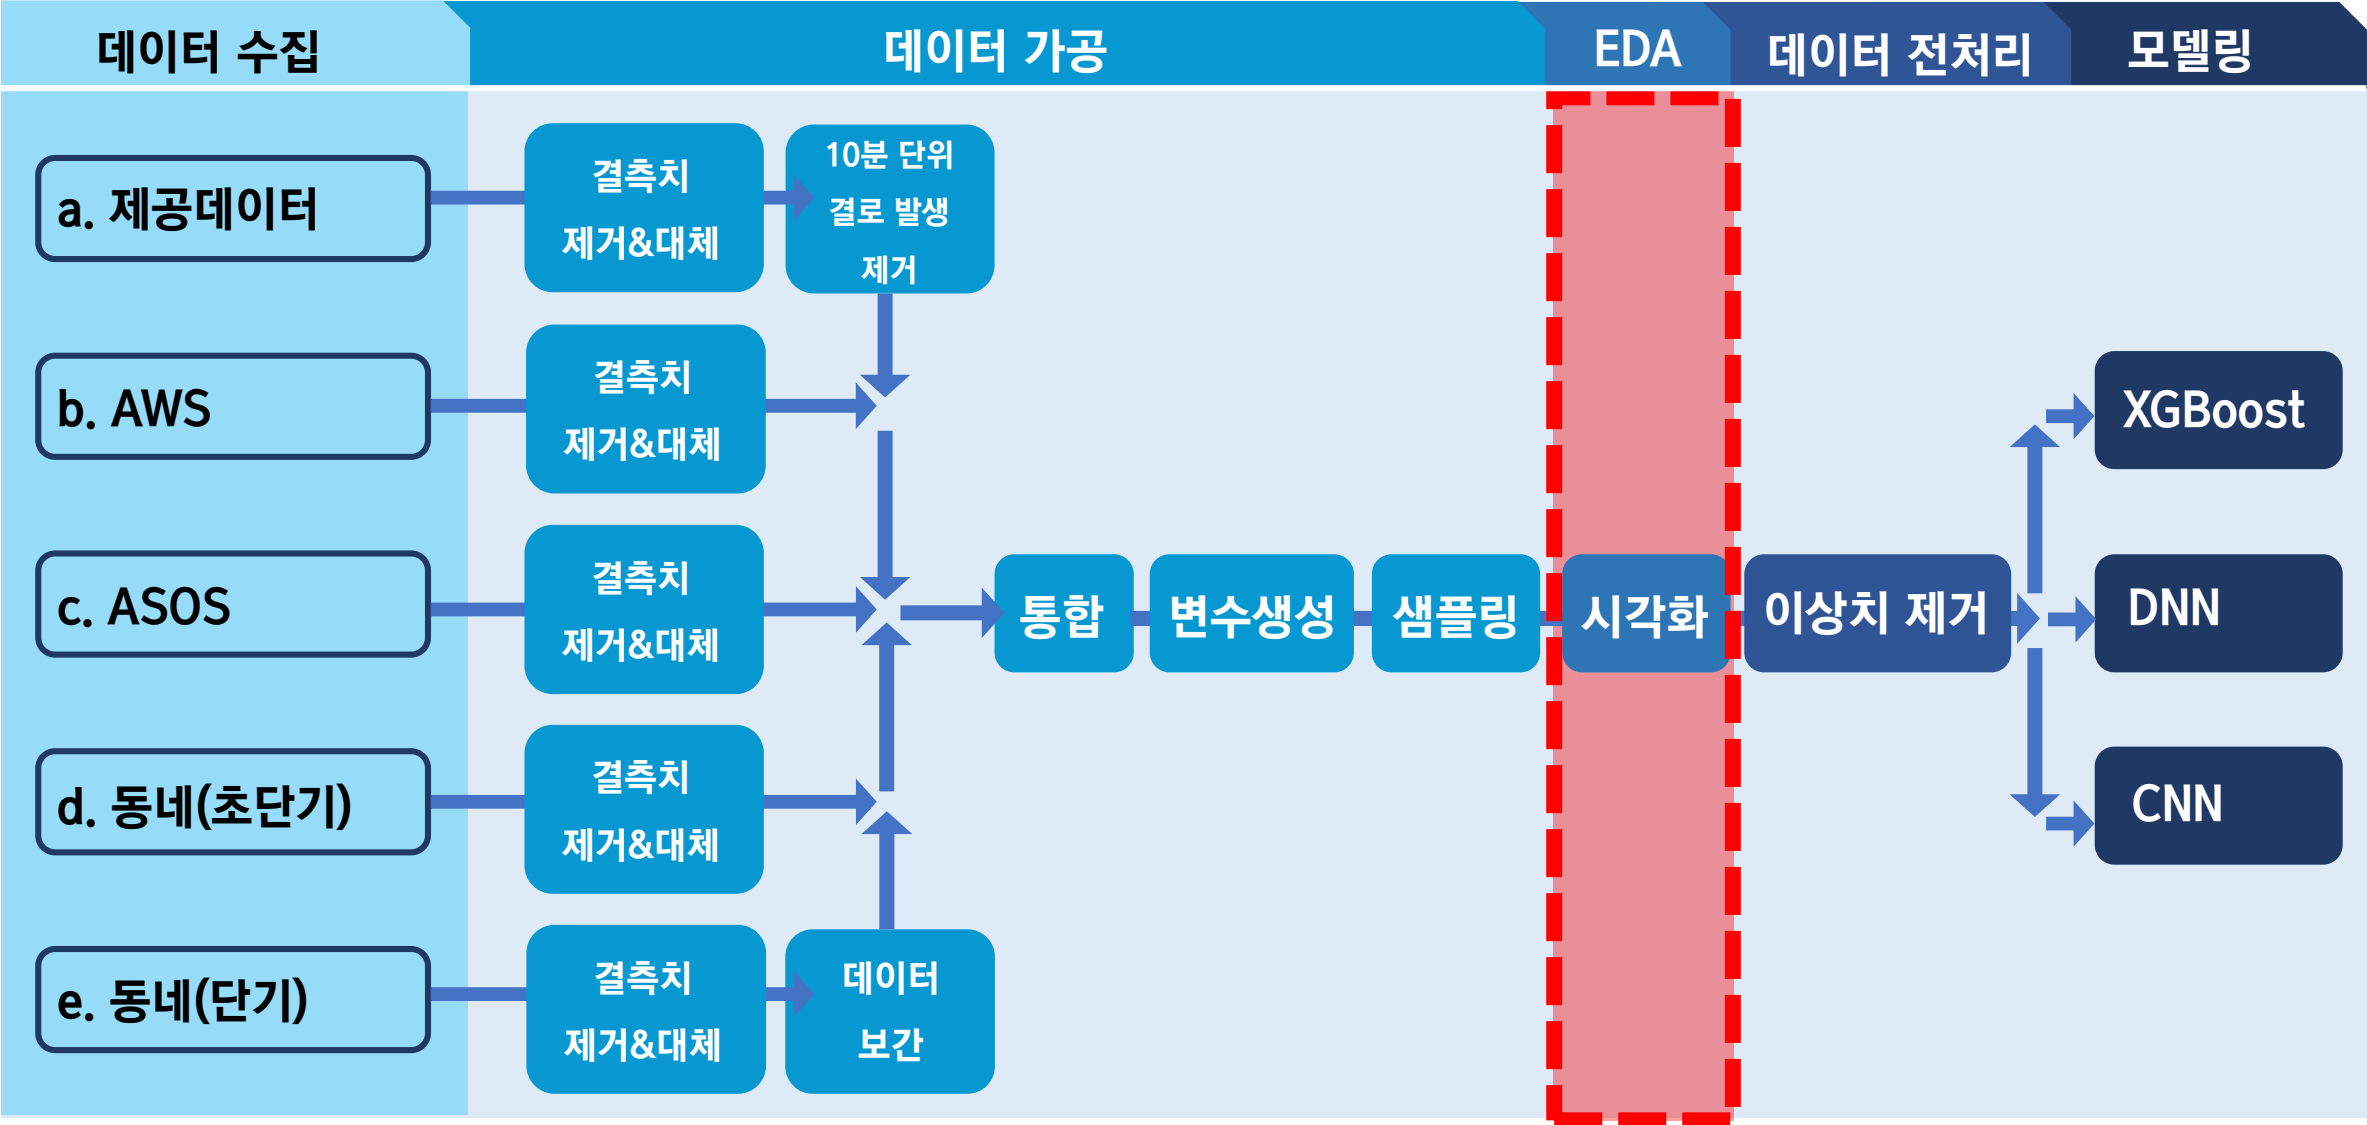 데이터 수집
데이터 가공
EDA
데이터 전처리
모델링
a. 제공데이터
결측치
제거&대체
10분 단위
결로 발생
제거
b. AWS
결측치
제거&대체
c. ASOS
결측치
제거&대체
d. 동네(초단기)
결측치
제거&대체
e. 동네(단기)
결측치
제거&대체
데이터
보간
통합
변수생성
샘플링
시각화
이상치 제거
XGBoost
DNN
CNN